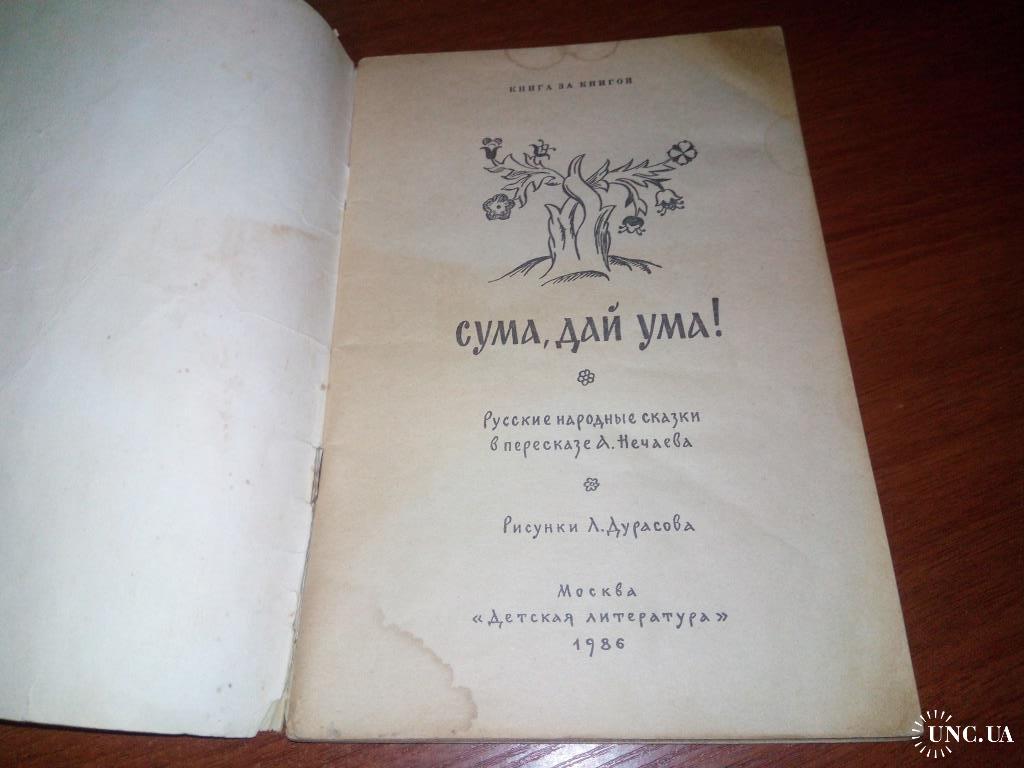 КНИГА ЗА КНИГОЙ
СУМА, ДАЙ УМА!
Русские народные сказки
в пересказе А. Нечаева
Рисунки Л. Дурасова
Москва
«Детская литература»
1986
UNC.UA